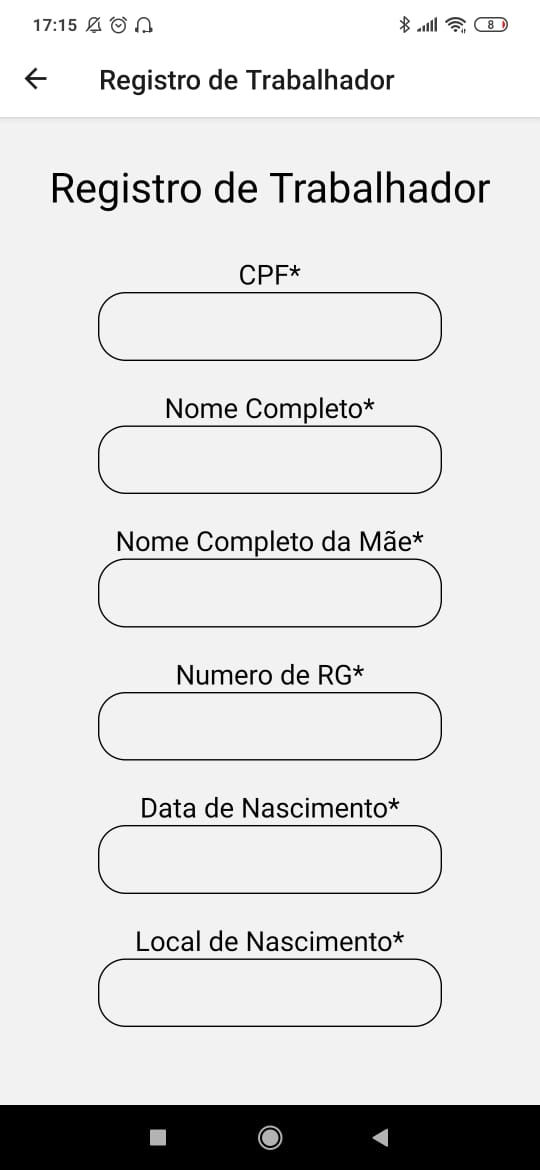 17:15
8
Registro de Trabalhador
Registro de Trabalhador
CPF*
Nome Completo*
Nome Completo da Mãe*
Numero de RG*
Data de Nascimento*
Local de Nascimento*